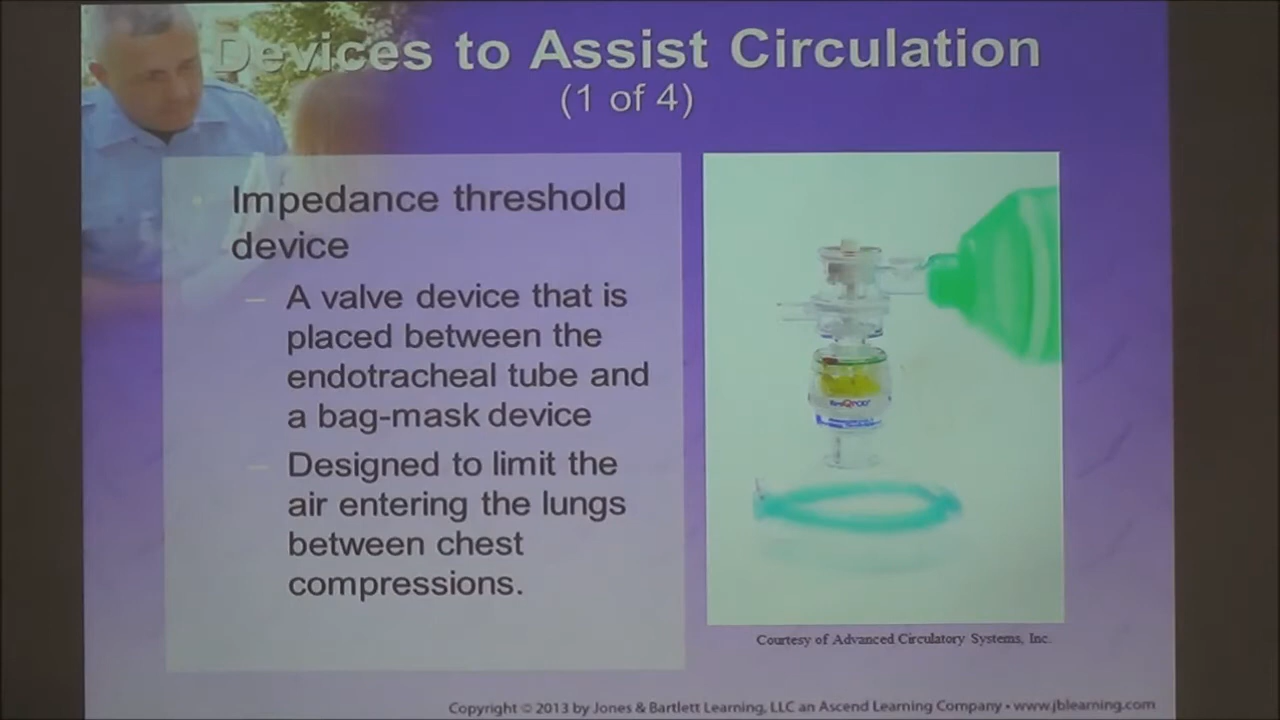 Devices to Assist Circulation
(1 of 4)
Impedance threshold
device
– A valve device that is
placed between the
endotracheal tube and
a bag-mask device
– Designed to limit the
air entering the lungs
between chest
compressions.
ResQPOD
Courtesy of Advanced Circulatory Systems, Inc.
Copyright © 2013 by Jones & Bartlett Learning, LLC an Ascend Learning Company • www.jblearning.com